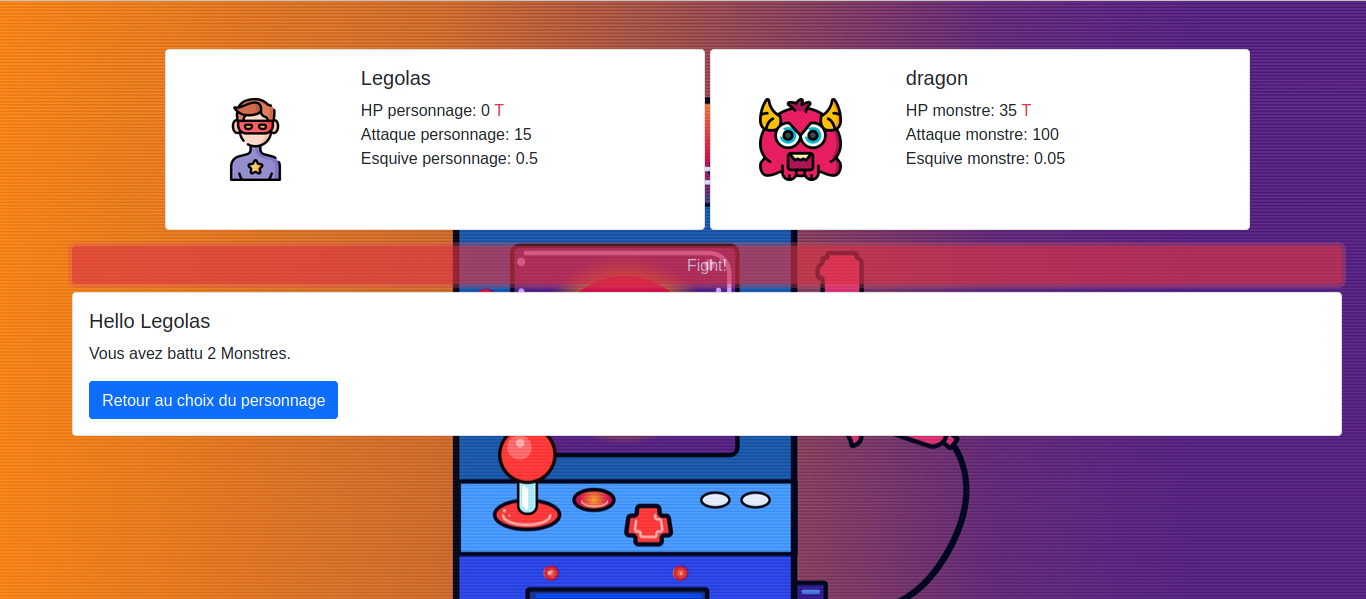 Legolas
HP personnage: 0 T
Attaque personnage: 15
Esquive personnage: 0.5
dragon
HP monstre: 35 T
Attaque monstre: 100
Esquive monstre: 0.05
Fight!
Hello Legolas
Vous avez battu 2 Monstres.
Retour au choix du personnage